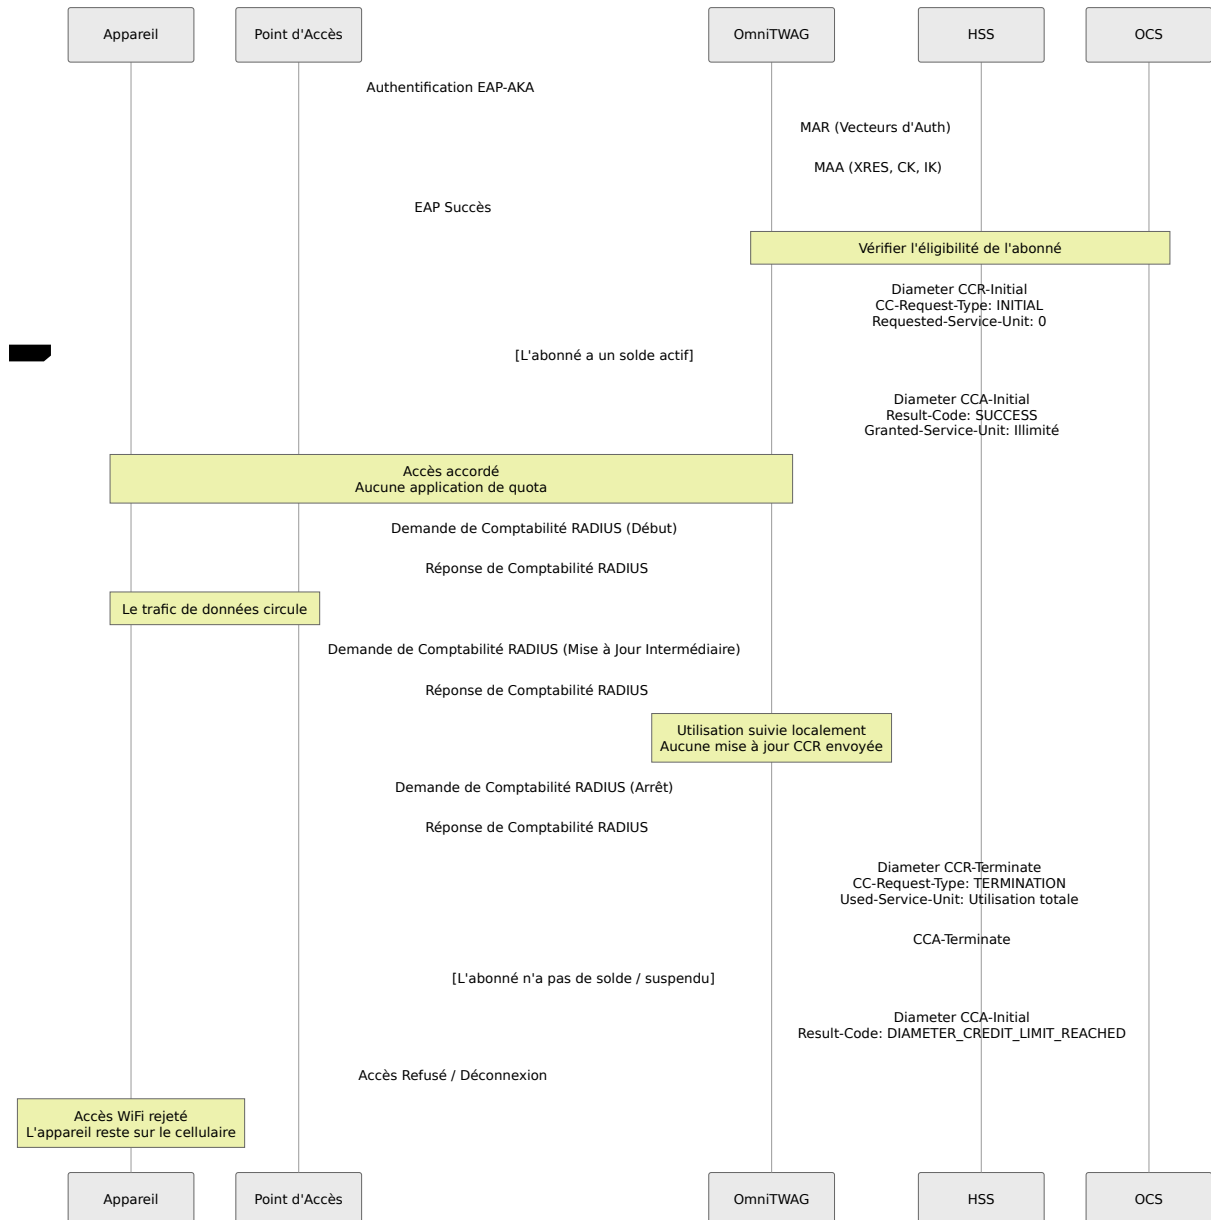 Appareil
Point d'Accès
OmniTWAG
HSS
OCS
Authentification EAP-AKA
MAR (Vecteurs d'Auth)
MAA (XRES, CK, IK)
EAP Succès
Vérifier l'éligibilité de l'abonné
Diameter CCR-Initial
CC-Request-Type: INITIAL
Requested-Service-Unit: 0
[L'abonné a un solde actif]
Diameter CCA-Initial
Result-Code: SUCCESS
Granted-Service-Unit: Illimité
Accès accordé
Aucune application de quota
Demande de Comptabilité RADIUS (Début)
Réponse de Comptabilité RADIUS
Le trafic de données circule
Demande de Comptabilité RADIUS (Mise à Jour Intermédiaire)
Réponse de Comptabilité RADIUS
Utilisation suivie localement
Aucune mise à jour CCR envoyée
Demande de Comptabilité RADIUS (Arrêt)
Réponse de Comptabilité RADIUS
Diameter CCR-Terminate
CC-Request-Type: TERMINATION
Used-Service-Unit: Utilisation totale
CCA-Terminate
[L'abonné n'a pas de solde / suspendu]
Diameter CCA-Initial
Result-Code: DIAMETER_CREDIT_LIMIT_REACHED
Accès Refusé / Déconnexion
Accès WiFi rejeté
L'appareil reste sur le cellulaire
Appareil
Point d'Accès
OmniTWAG
HSS
OCS